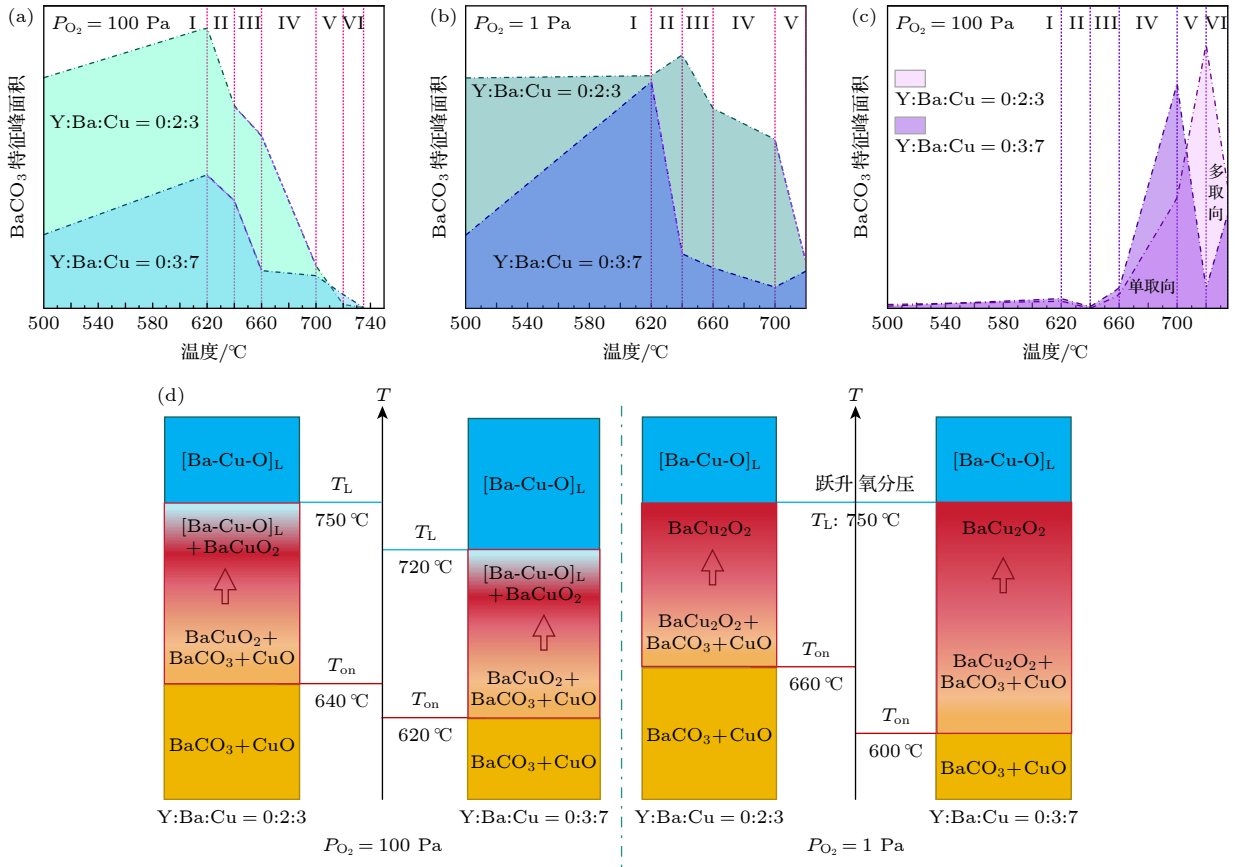 (a)
P_O₂ = 100 Pa
I II III IV V VI
Y:Ba:Cu = 0:2:3
Y:Ba:Cu = 0:3:7
BaCO₃ 特征峰面积
500 540 580 620 660 700 740
温度/℃
(b)
P_O₂ = 1 Pa
I II III IV V
Y:Ba:Cu = 0:2:3
Y:Ba:Cu = 0:3:7
BaCO₃ 特征峰面积
500 540 580 620 660 700
温度/℃
(c)
P_O₂ = 100 Pa
I II III IV V VI
Y:Ba:Cu = 0:2:3
Y:Ba:Cu = 0:3:7
多取向
单取向
BaCO₃ 特征峰面积
500 540 580 620 660 700
温度/℃
(d)
T
[Ba-Cu-O]_L
[Ba-Cu-O]_L
+BaCuO₂
BaCuO₂+
BaCO₃+CuO
BaCO₃+CuO
Y:Ba:Cu = 0:2:3
T_L
750 ℃
T_on
640 ℃
T_L
720 ℃
T_on
620 ℃
[Ba-Cu-O]_L
[Ba-Cu-O]_L
+BaCuO₂
BaCuO₂+
BaCO₃+CuO
BaCO₃+CuO
Y:Ba:Cu = 0:3:7
P_O₂ = 100 Pa
T
[Ba-Cu-O]_L
BaCu₂O₂
BaCu₂O₂+
BaCO₃+CuO
BaCO₃+CuO
Y:Ba:Cu = 0:2:3
跃升 氧分压
T_L: 750 ℃
T_on
660 ℃
T_on
600 ℃
[Ba-Cu-O]_L
BaCu₂O₂
BaCu₂O₂+
BaCO₃+CuO
BaCO₃+CuO
Y:Ba:Cu = 0:3:7
P_O₂ = 1 Pa